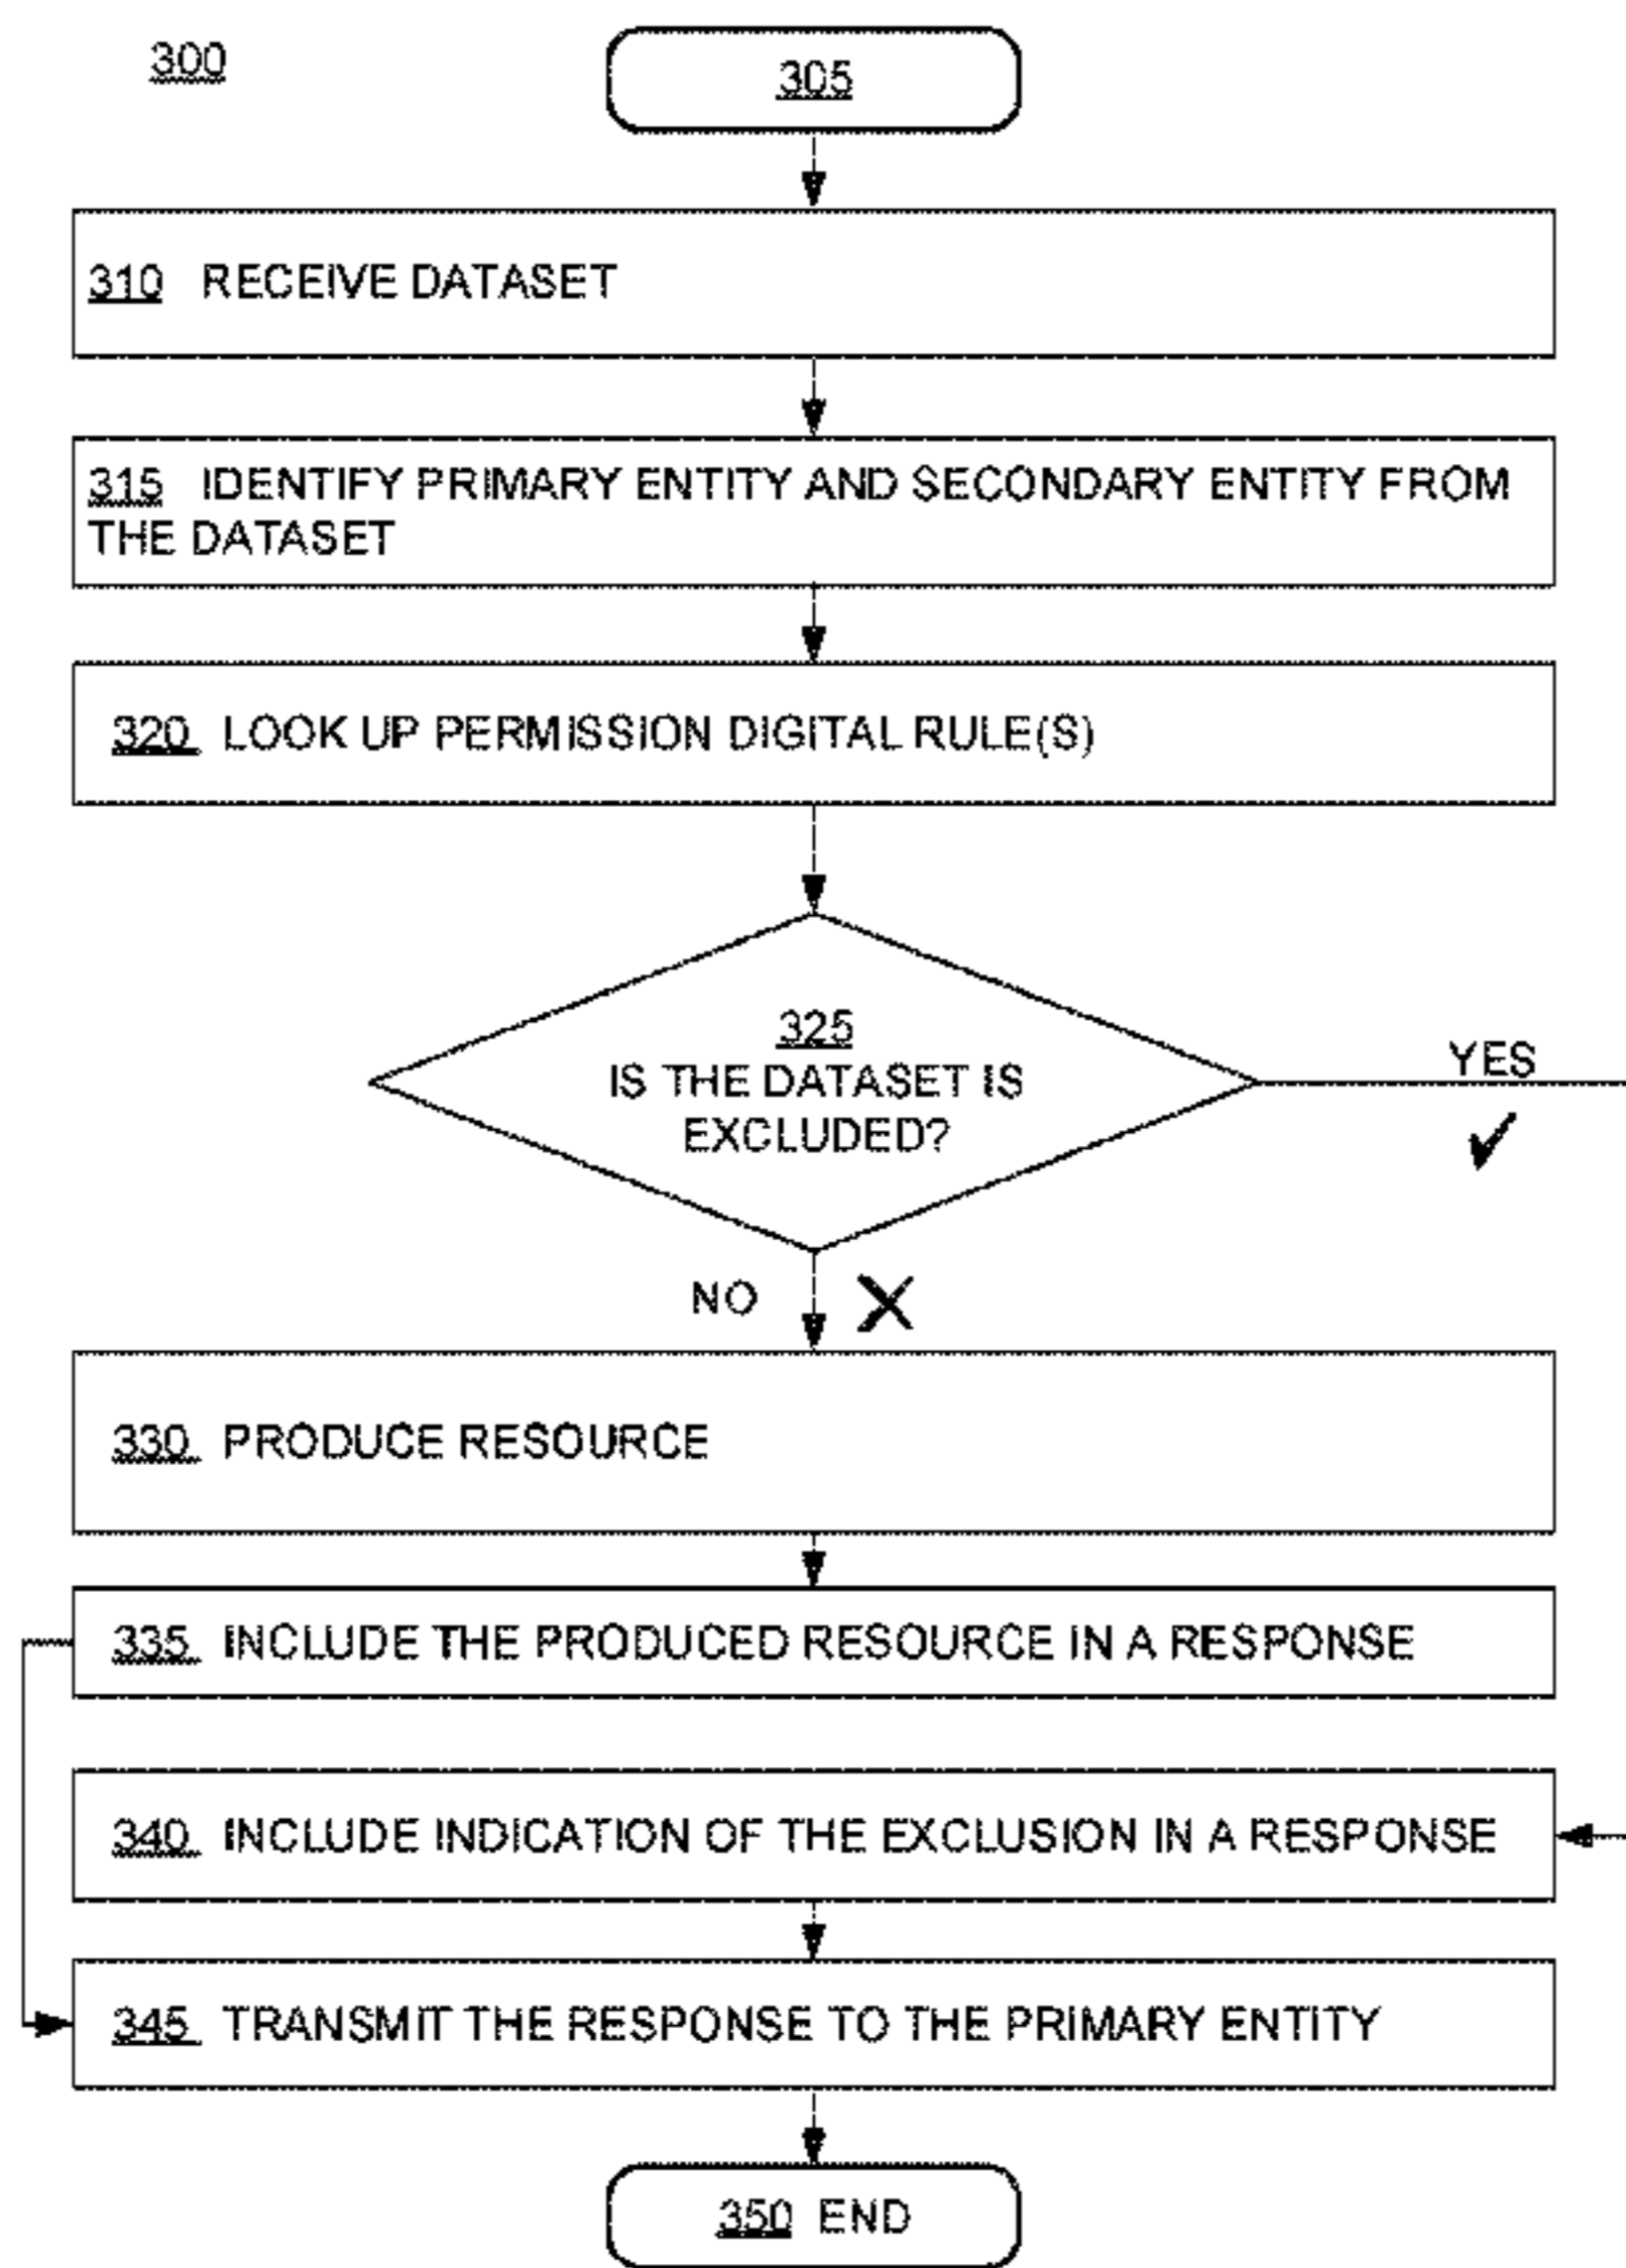 300
305
310 RECEIVE DATASET
315 IDENTIFY PRIMARY ENTITY AND SECONDARY ENTITY FROM
THE DATASET
320 LOOK UP PERMISSION DIGITAL RULE(S)
325
IS THE DATASET IS
EXCLUDED?
YES
NO
330 PRODUCE RESOURCE
335 INCLUDE THE PRODUCED RESOURCE IN A RESPONSE
340 INCLUDE INDICATION OF THE EXCLUSION IN A RESPONSE
345 TRANSMIT THE RESPONSE TO THE PRIMARY ENTITY
350 END